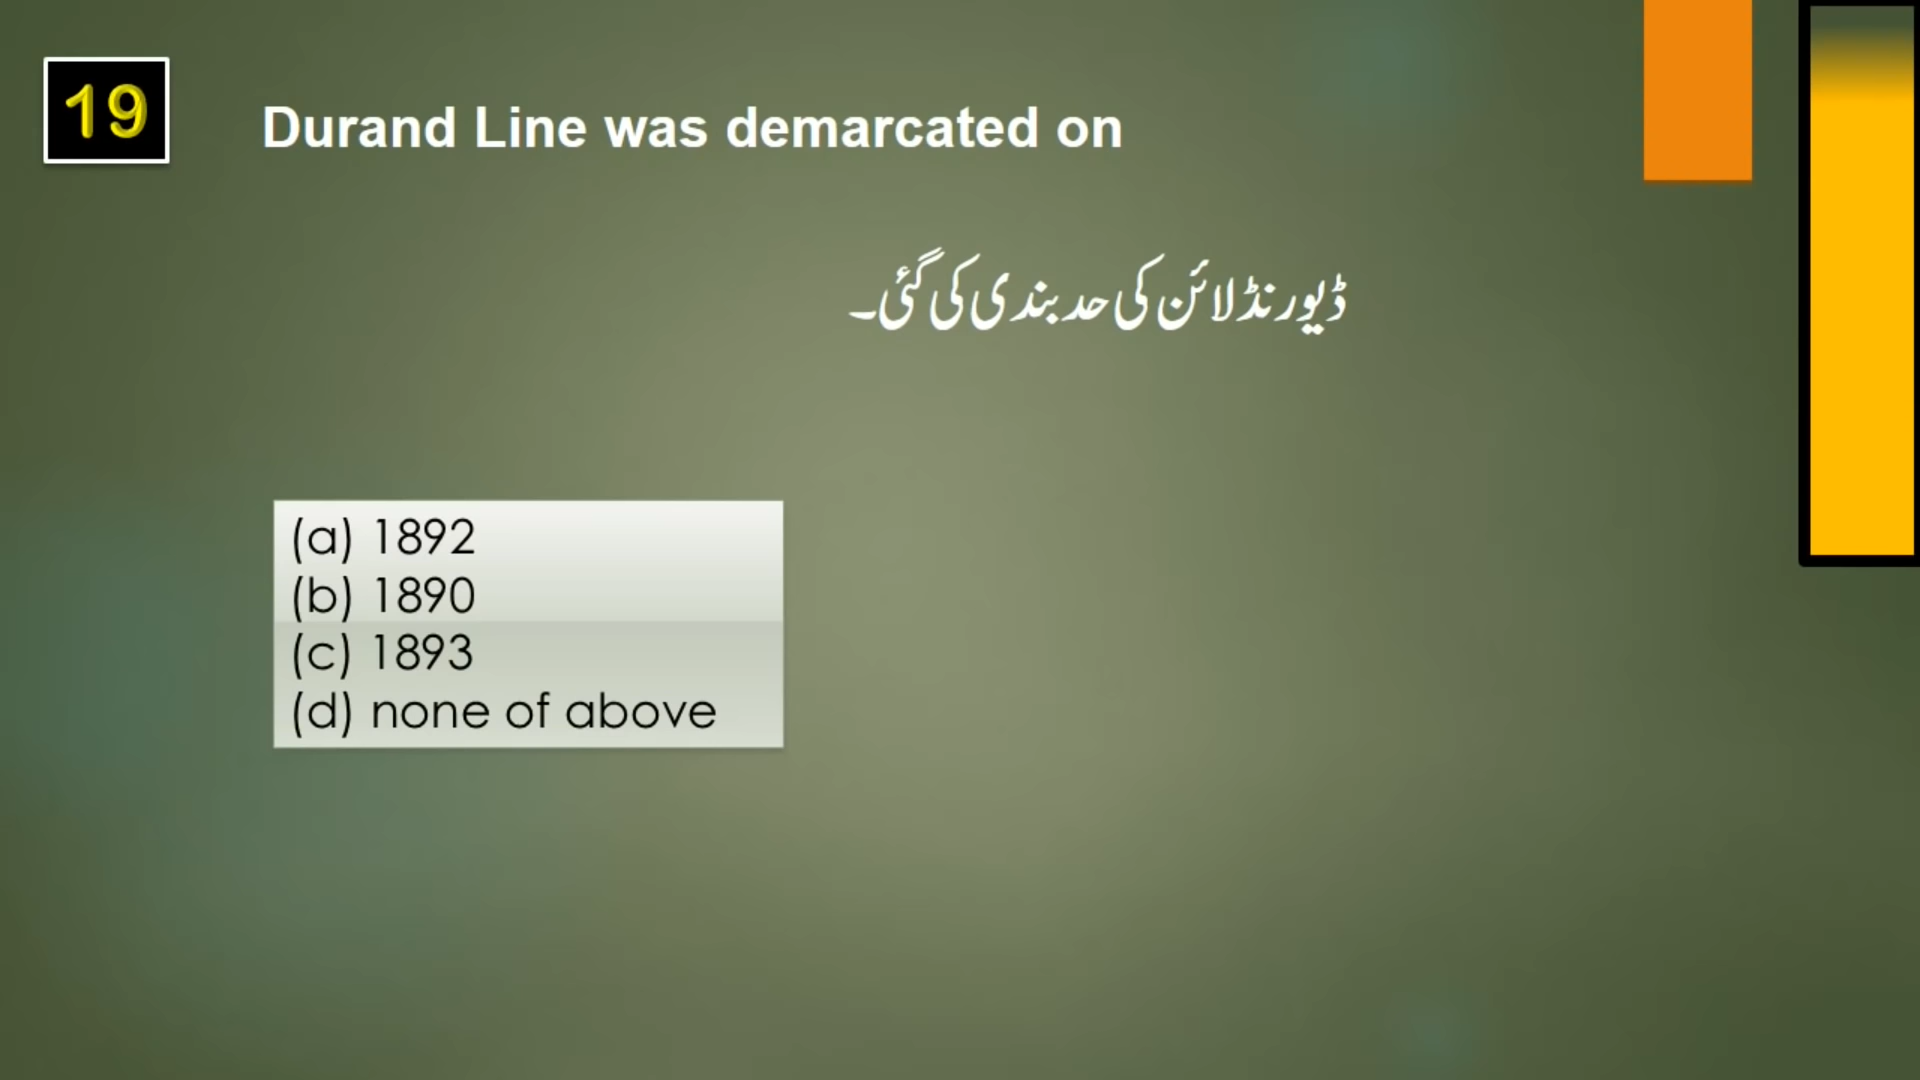 19
Durand Line was demarcated on
ڈیورنڈ لائن کی حد بندی کی گئی۔
(a) 1892
(b) 1890
(c) 1893
(d) none of above